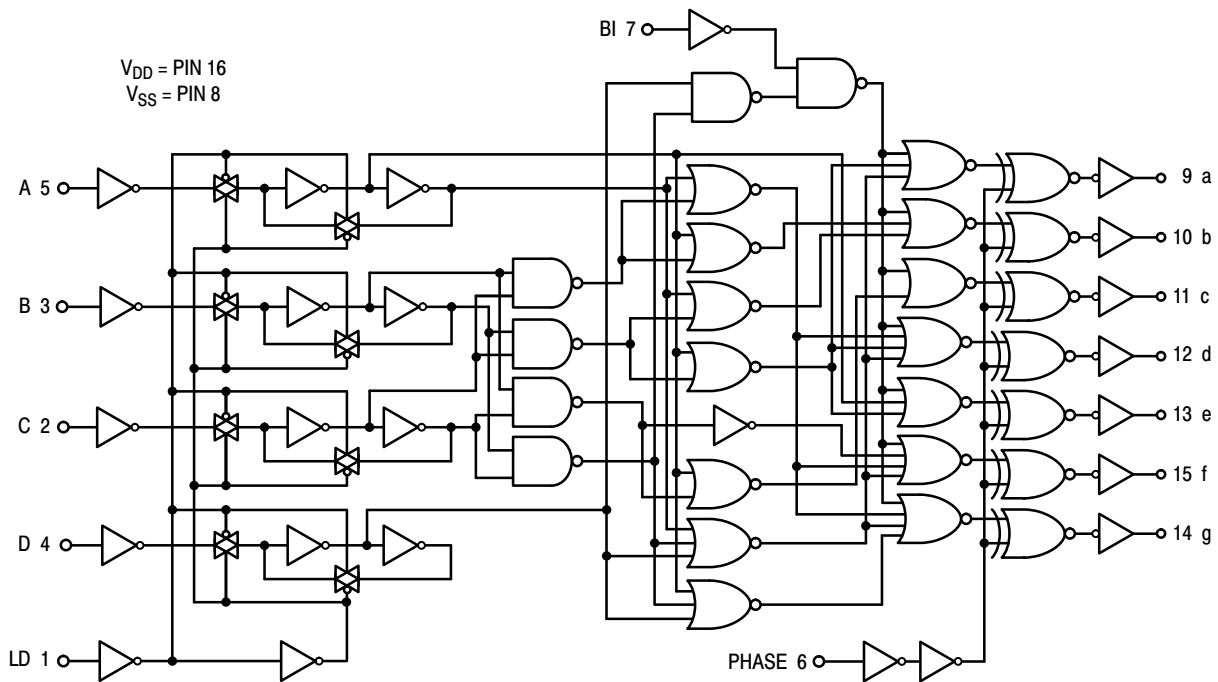 BI 7
VDD = PIN 16
VSS = PIN 8
A 5
9 a
10 b
B 3
11 c
12 d
C 2
13 e
15 f
D 4
14 g
LD 1
PHASE 6